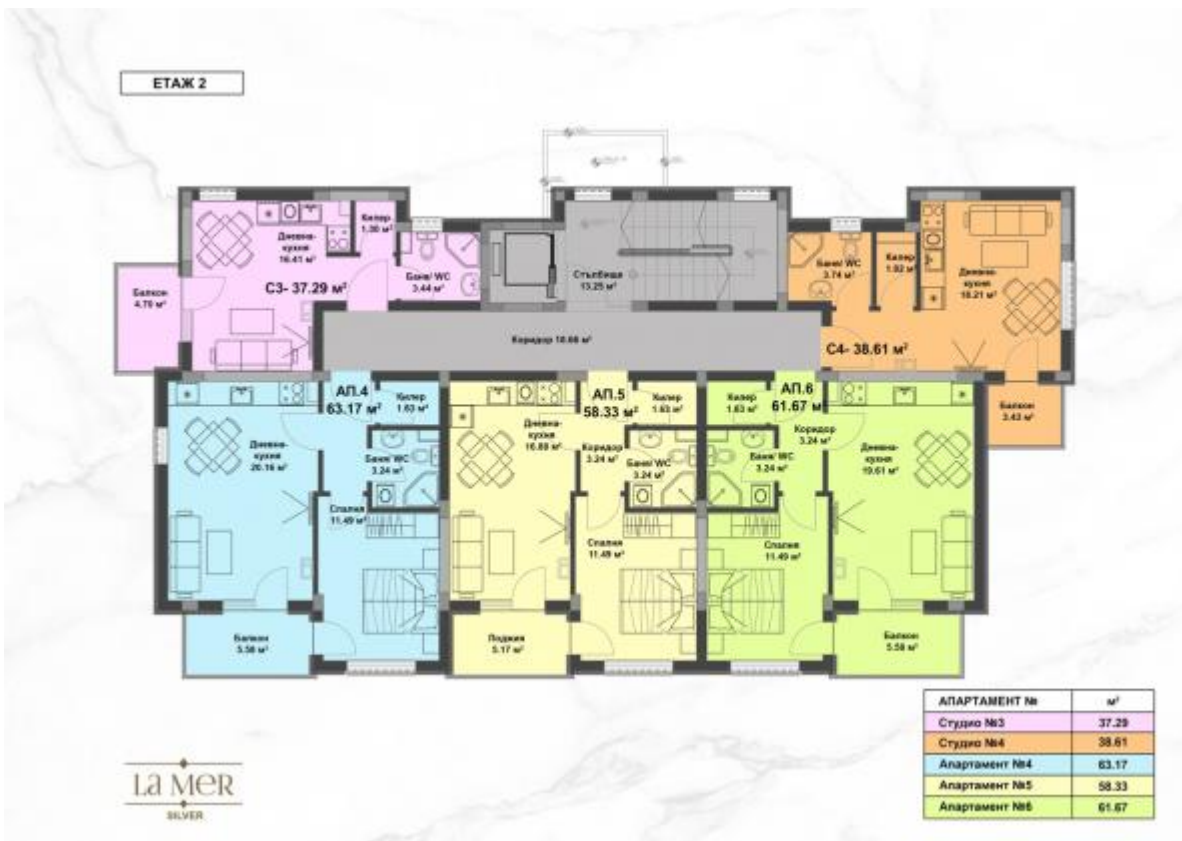 ЕТАЖ 2
Килер
1.30 м²
Дневна-
кухня
16.41 м²
Баня/ WC
3.44 м²
С3- 37.29 м²
Балкон
4.70 м²
Стълбище
13.25 м²
Коридор 18.66 м²
Баня/ WC
3.74 м²
Килер
1.82 м²
Дневна-
кухня
18.21 м²
С4- 38.61 м²
Балкон
3.43 м²
АП.4
63.17 м²
Килер
1.63 м²
Дневна-
кухня
20.16 м²
Баня/ WC
3.24 м²
Спалня
11.49 м²
Балкон
5.58 м²
АП.5
58.33 м²
Килер
1.63 м²
Дневна-
кухня
16.80 м²
Коридор
3.24 м²
Баня/ WC
3.24 м²
Спалня
11.49 м²
Лоджия
5.17 м²
АП.6
61.67 м²
Килер
1.63 м²
Коридор
3.24 м²
Баня/ WC
3.24 м²
Дневна-
кухня
19.61 м²
Спалня
11.49 м²
Балкон
5.58 м²
АПАРТАМЕНТ № м²
Студио №3 37.29
Студио №4 38.61
Апартамент №4 63.17
Апартамент №5 58.33
Апартамент №6 61.67
La MeR
SILVER